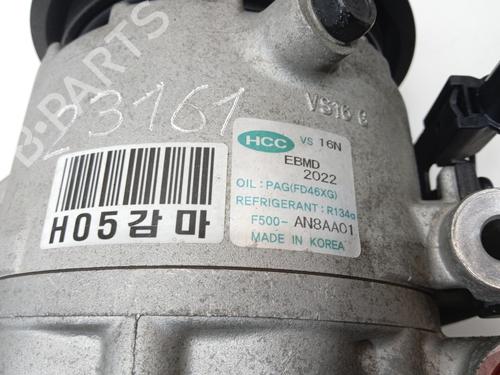 B-PARTS
23161
VS16 G
HCC VS 16N
EBMD
2022
OIL : PAG(FD46XG)
REFRIGERANT : R134a
F500- AN8AA01
MADE IN KOREA
H05감마